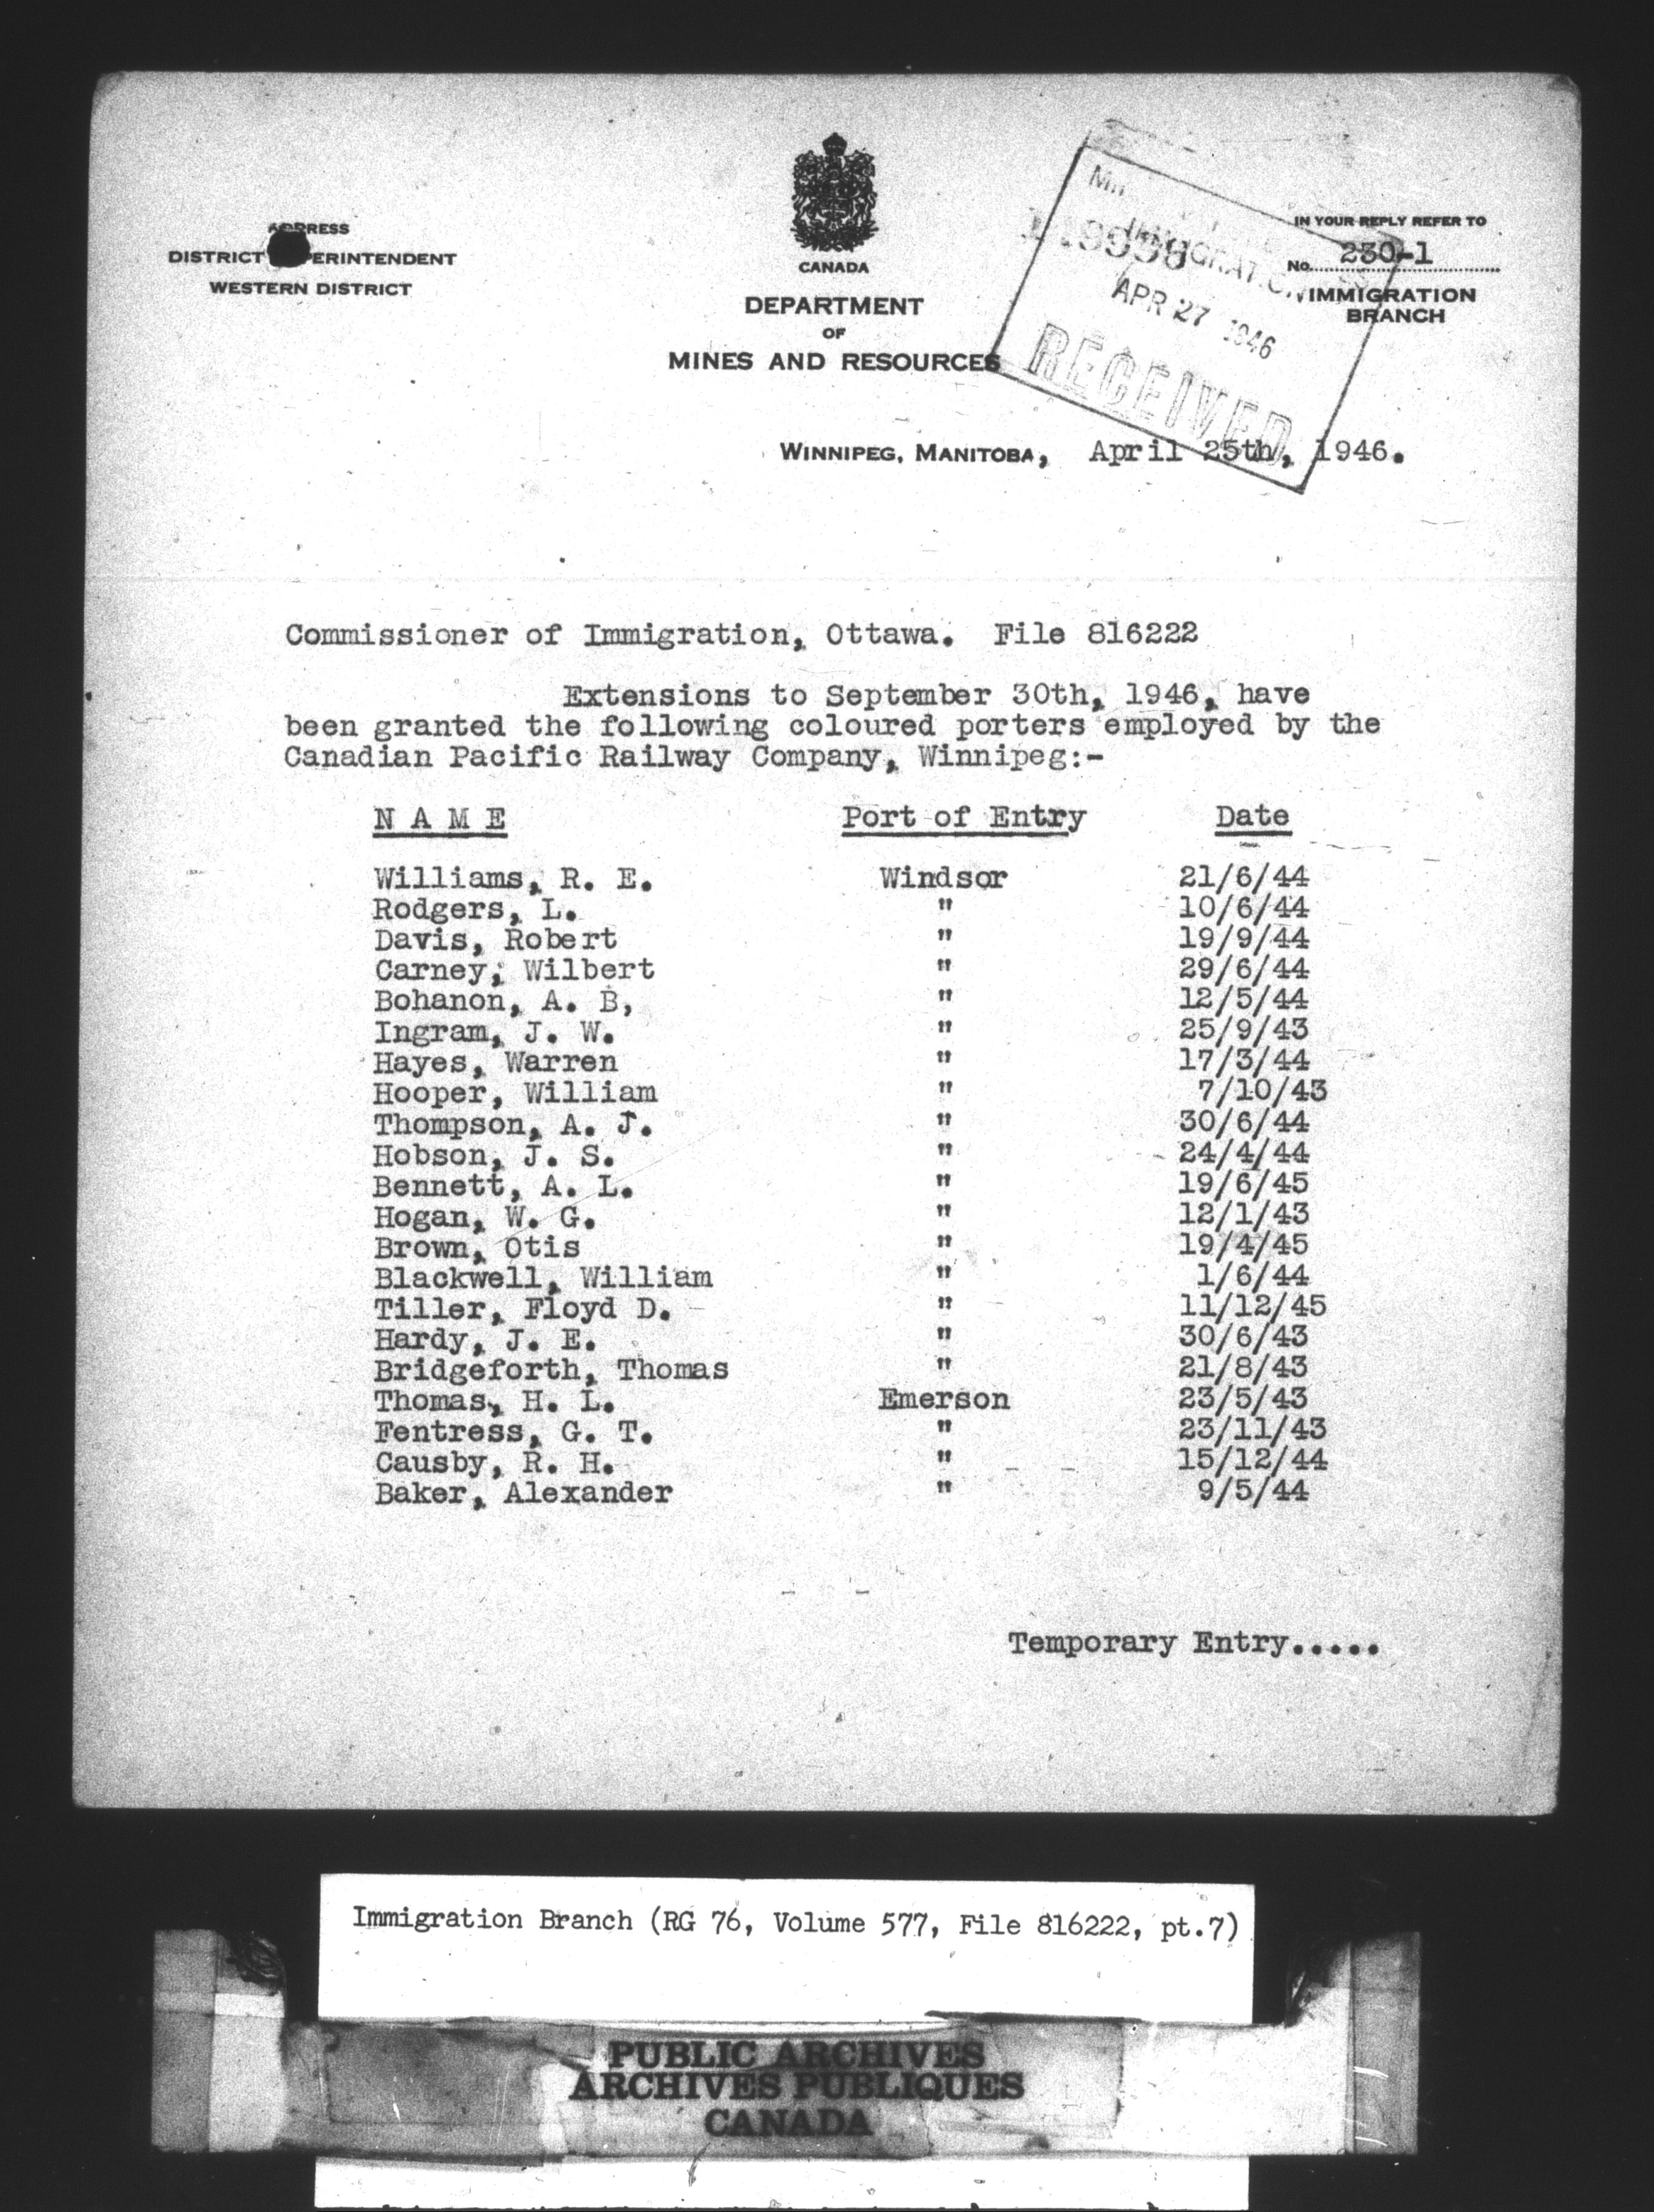 ADDRESS
DISTRICT SUPERINTENDENT
WESTERN DISTRICT
CANADA
DEPARTMENT
OF
MINES AND RESOURCES
IN YOUR REPLY REFER TO
No. 230-1
IMMIGRATION
BRANCH
IMMIGRATION
APR 27 1946
RECEIVED
WINNIPEG, MANITOBA, April 25th, 1946.
Commissioner of Immigration, Ottawa. File 816222
Extensions to September 30th, 1946, have
been granted the following coloured porters employed by the
Canadian Pacific Railway Company, Winnipeg:-
N A M E Port of Entry Date
Williams, R. E. Windsor 21/6/44
Rodgers, L. " 10/6/44
Davis, Robert " 19/9/44
Carney, Wilbert " 29/6/44
Bohanon, A. B, " 12/5/44
Ingram, J. W. " 25/9/43
Hayes, Warren " 17/3/44
Hooper, William " 7/10/43
Thompson, A. J. " 30/6/44
Hobson, J. S. " 24/4/44
Bennett, A. L. " 19/6/45
Hogan, W. G. " 12/1/43
Brown, Otis " 19/4/45
Blackwell, William " 1/6/44
Tiller, Floyd D. " 11/12/45
Hardy, J. E. " 30/6/43
Bridgeforth, Thomas " 21/8/43
Thomas, H. L. Emerson 23/5/43
Fentress, G. T. " 23/11/43
Causby, R. H. " 15/12/44
Baker, Alexander " 9/5/44
Temporary Entry.....
Immigration Branch (RG 76, Volume 577, File 816222, pt.7)
PUBLIC ARCHIVES
ARCHIVES PUBLIQUES
CANADA